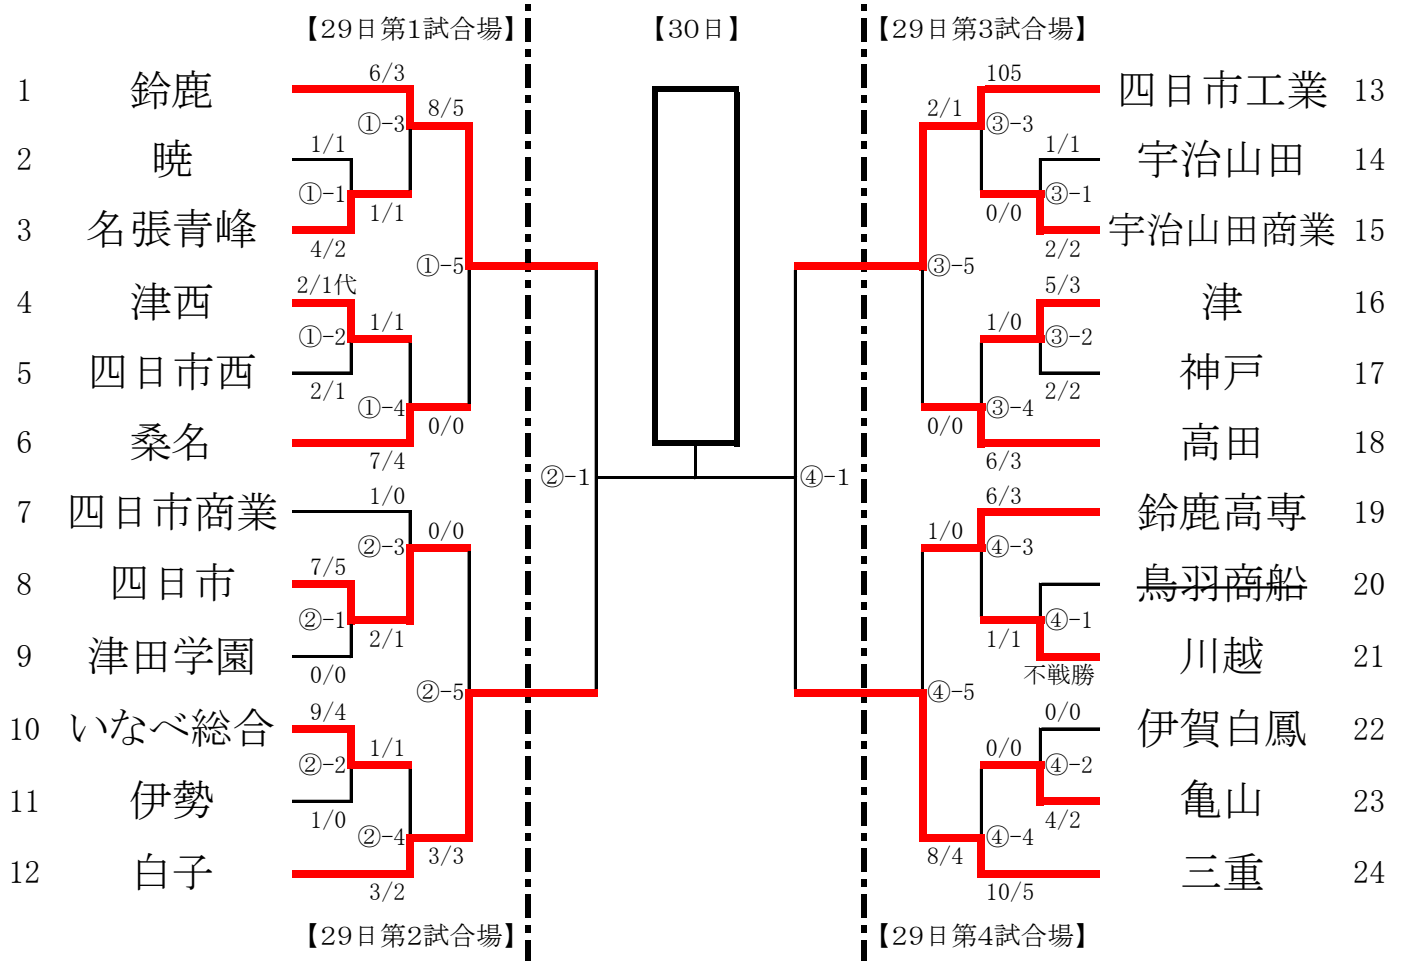 【29日第1試合場】 【30日】 【29日第3試合場】
6/3 105
1 鈴鹿 四日市工業 13
8/5 2/1
①-3 ③-3
1/1 1/1
2 暁 宇治山田 14
①-1 ③-1
1/1 0/0
3 名張青峰 宇治山田商業 15
4/2 2/2
①-5 ③-5
2/1代 5/3
4 津西 津 16
1/1 1/0
①-2 ③-2
5 四日市西 神戸 17
2/1 2/2
①-4 ③-4
0/0 0/0
6 桑名 高田 18
7/4 6/3
②-1 ④-1
1/0 6/3
7 四日市商業 鈴鹿高専 19
0/0 1/0
②-3 ④-3
7/5
8 四日市 鳥羽商船 20
②-1 ④-1
2/1 1/1
9 津田学園 川越 21
0/0 不戦勝
②-5 ④-5
9/4 0/0
10 いなべ総合 伊賀白鳳 22
1/1 0/0
②-2 ④-2
11 伊勢 亀山 23
1/0 4/2
②-4 ④-4
3/3 8/4
12 白子 三重 24
3/2 10/5
【29日第2試合場】 【29日第4試合場】